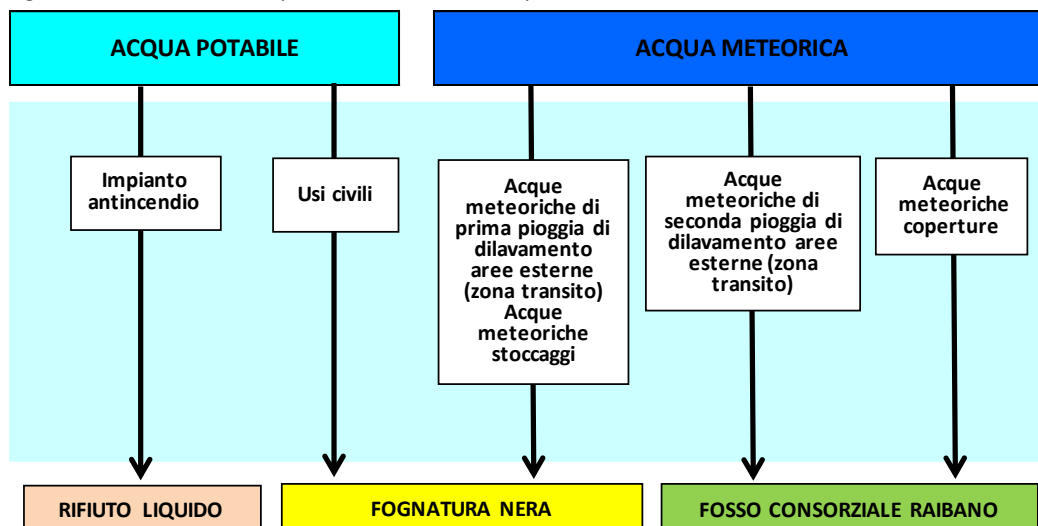 ACQUA POTABILE
ACQUA METEORICA
Impianto
antincendio
Usi civili
Acque
meteoriche di
prima pioggia di
dilavamento
aree esterne
(zona transito)
Acque
meteoriche
stoccaggi
Acque
meteoriche di
seconda pioggia di
dilavamento aree
esterne (zona
transito)
Acque
meteoriche
coperture
RIFIUTO LIQUIDO
FOGNATURA NERA
FOSSO CONSORZIALE RAIBANO